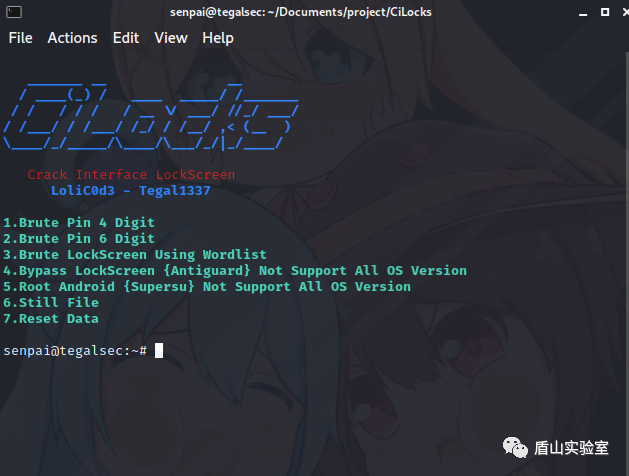 senpai@tegalsec: ~/Documents/project/CiLocks
File Actions Edit View Help
CiLocks
Crack Interface LockScreen
LoliC0d3 - Tegal1337
1.Brute Pin 4 Digit
2.Brute Pin 6 Digit
3.Brute LockScreen Using Wordlist
4.Bypass LockScreen {Antiguard} Not Support All OS Version
5.Root Android {Supersu} Not Support All OS Version
6.Still File
7.Reset Data
senpai@tegalsec:~#
盾山实验室